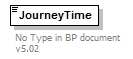 JourneyTime
No Type in BP document
v5.02